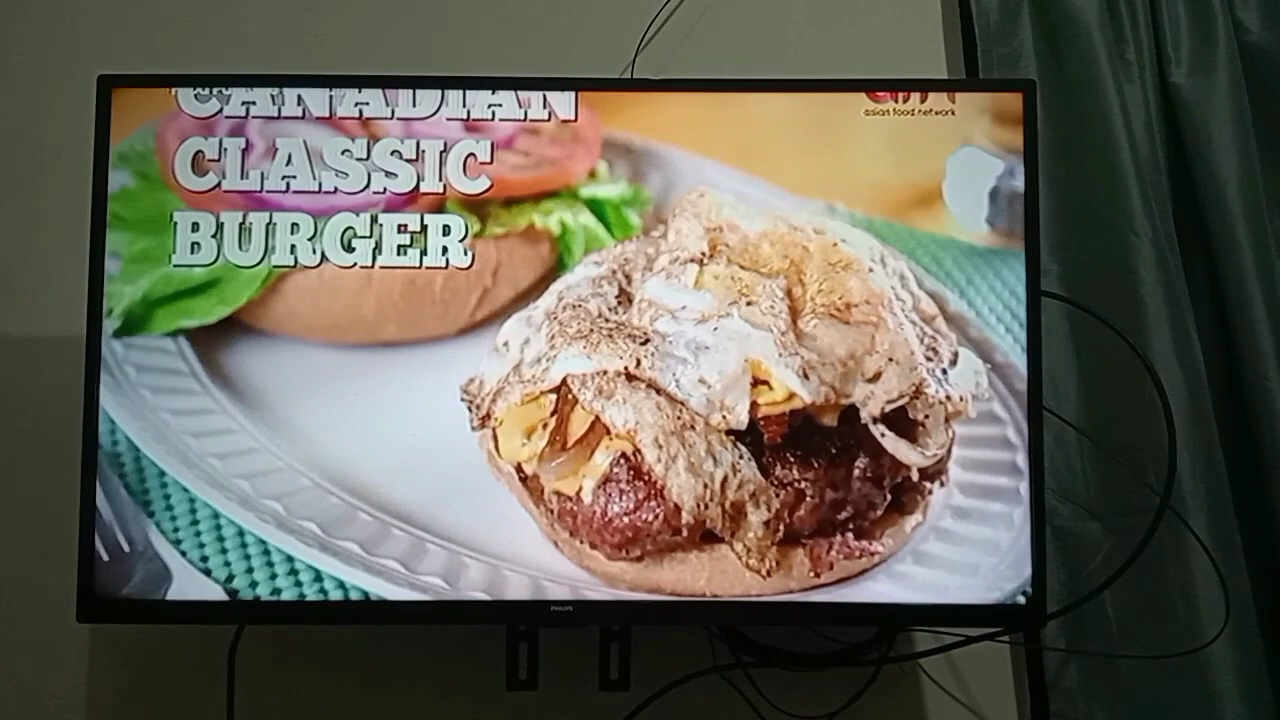 CANADIAN
CLASSIC
BURGER
asian food network
PHILIPS